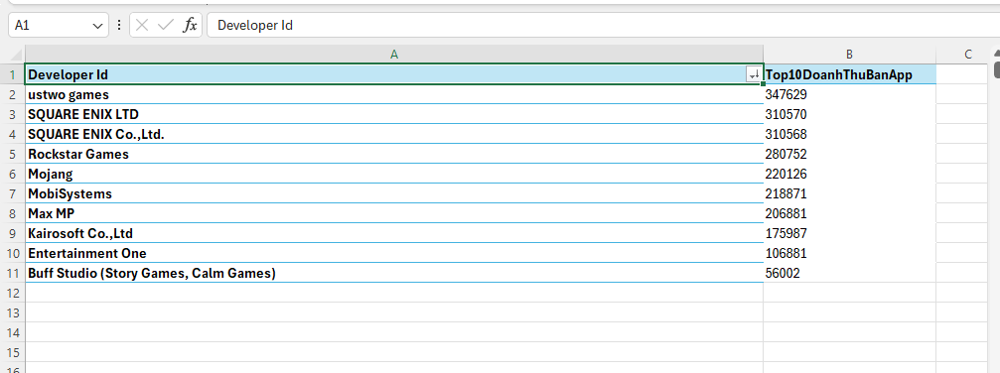 A1 fx Developer Id
A B C
1 Developer Id Top10DoanhThuBanApp
2 ustwo games 347629
3 SQUARE ENIX LTD 310570
4 SQUARE ENIX Co.,Ltd. 310568
5 Rockstar Games 280752
6 Mojang 220126
7 MobiSystems 218871
8 Max MP 206881
9 Kairosoft Co.,Ltd 175987
10 Entertainment One 106881
11 Buff Studio (Story Games, Calm Games) 56002
12
13
14
15
16